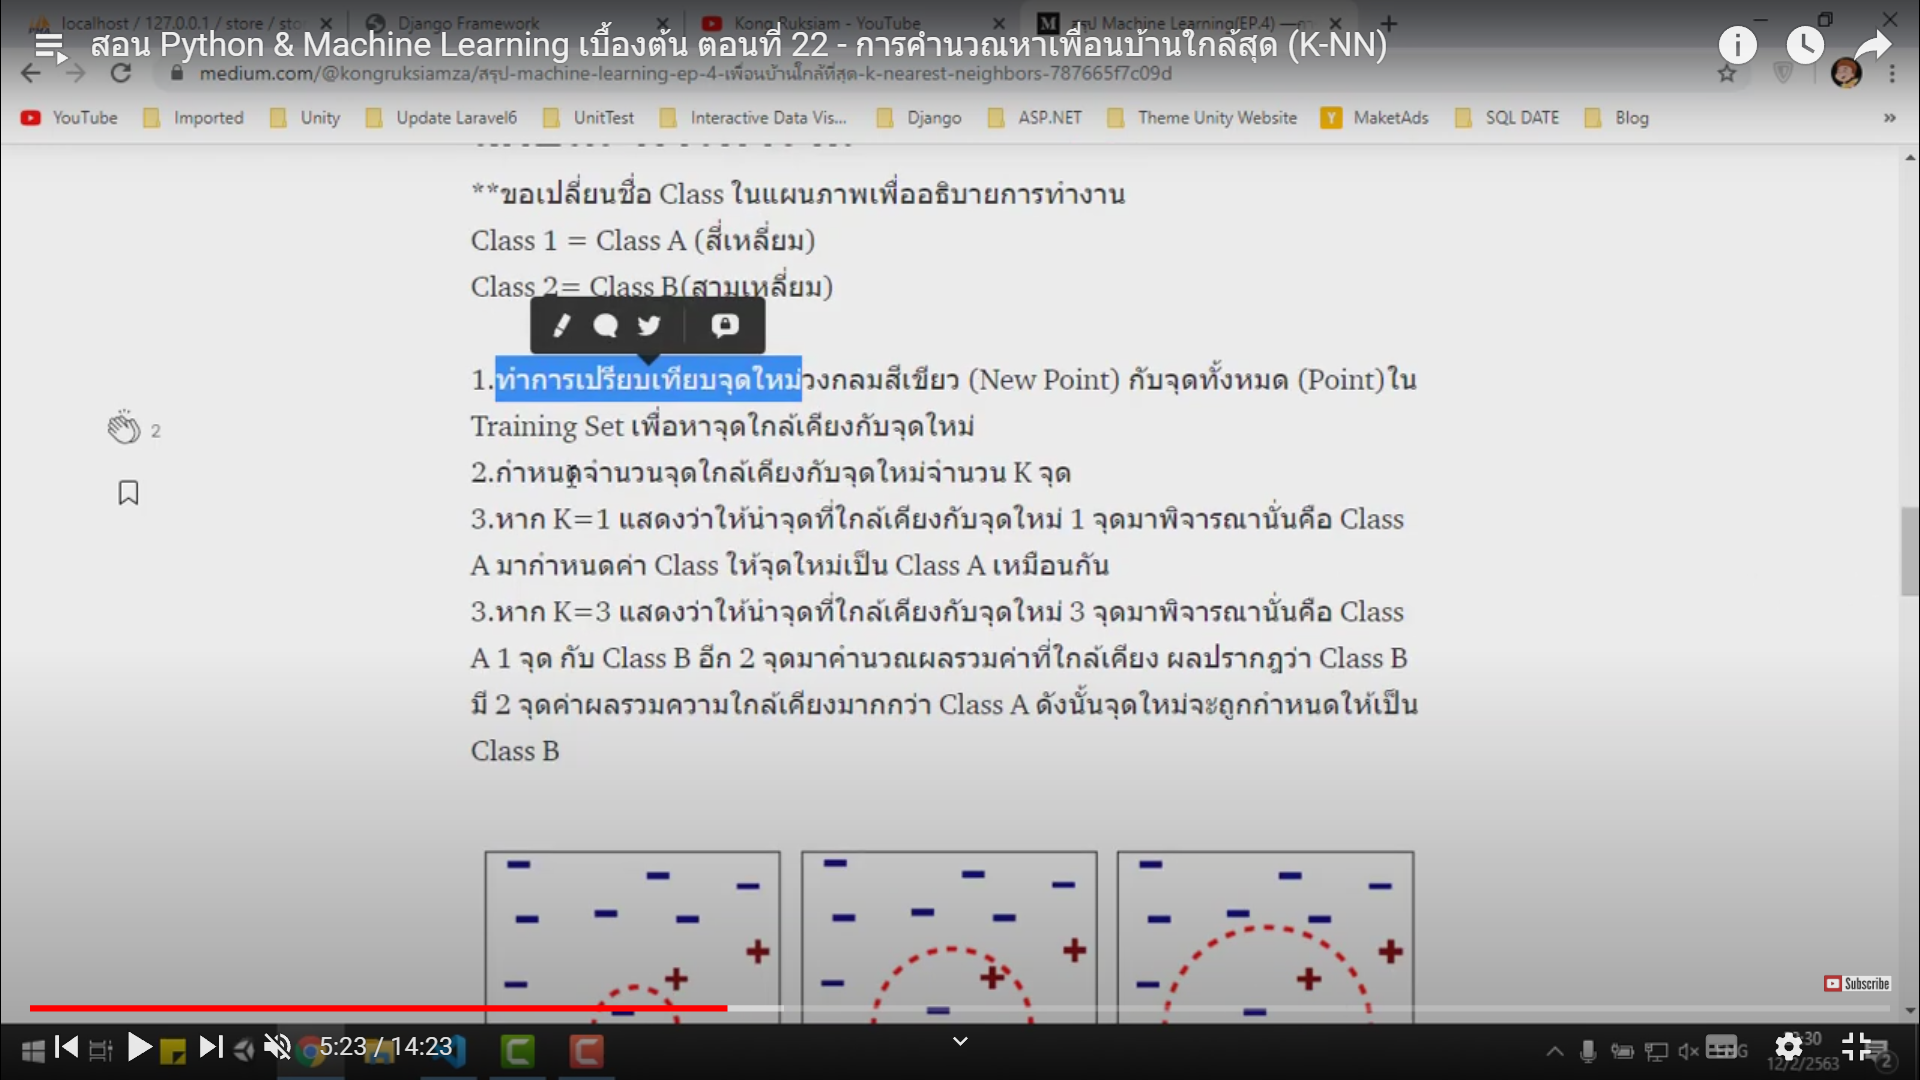 localhost / 127.0.0.1 / store / sto
Django Framework
Kong Ruksiam - YouTube
สรุป Machine Learning(EP.4)
สอน Python & Machine Learning เบื้องต้น ตอนที่ 22 - การคำนวณหาเพื่อนบ้านใกล้สุด (K-NN)
medium.com/@kongruksiamza/สรุป-machine-learning-ep-4-เพื่อนบ้านใกล้ที่สุด-k-nearest-neighbors-787665f7c09d
YouTube Imported Unity Update Laravel6 UnitTest Interactive Data Vis... Django ASP.NET Theme Unity Website MaketAds SQL DATE Blog »
**ขอเปลี่ยนชื่อ Class ในแผนภาพเพื่ออธิบายการทำงาน
Class 1 = Class A (สี่เหลี่ยม)
Class 2= Class B(สามเหลี่ยม)
1.ทำการเปรียบเทียบจุดใหม่วงกลมสีเขียว (New Point) กับจุดทั้งหมด (Point)ใน
Training Set เพื่อหาจุดใกล้เคียงกับจุดใหม่
2
2.กำหนดจำนวนจุดใกล้เคียงกับจุดใหม่จำนวน K จุด
3.หาก K=1 แสดงว่าให้นำจุดที่ใกล้เคียงกับจุดใหม่ 1 จุดมาพิจารณานั่นคือ Class
A มากำหนดค่า Class ให้จุดใหม่เป็น Class A เหมือนกัน
3.หาก K=3 แสดงว่าให้นำจุดที่ใกล้เคียงกับจุดใหม่ 3 จุดมาพิจารณานั่นคือ Class
A 1 จุด กับ Class B อีก 2 จุดมาคำนวณผลรวมค่าที่ใกล้เคียง ผลปรากฎว่า Class B
มี 2 จุดค่าผลรวมความใกล้เคียงมากกว่า Class A ดังนั้นจุดใหม่จะถูกกำหนดให้เป็น
Class B
Subscribe
5:23 / 14:23
12/2/2563
2